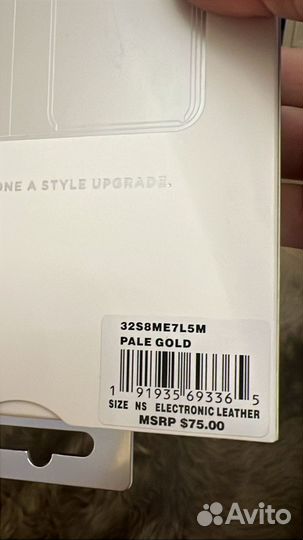 ONE A STYLE UPGRADE.
32S8ME7L5M
PALE GOLD
1 91935 69336 5
SIZE NS ELECTRONIC LEATHER
MSRP $75.00
Avito